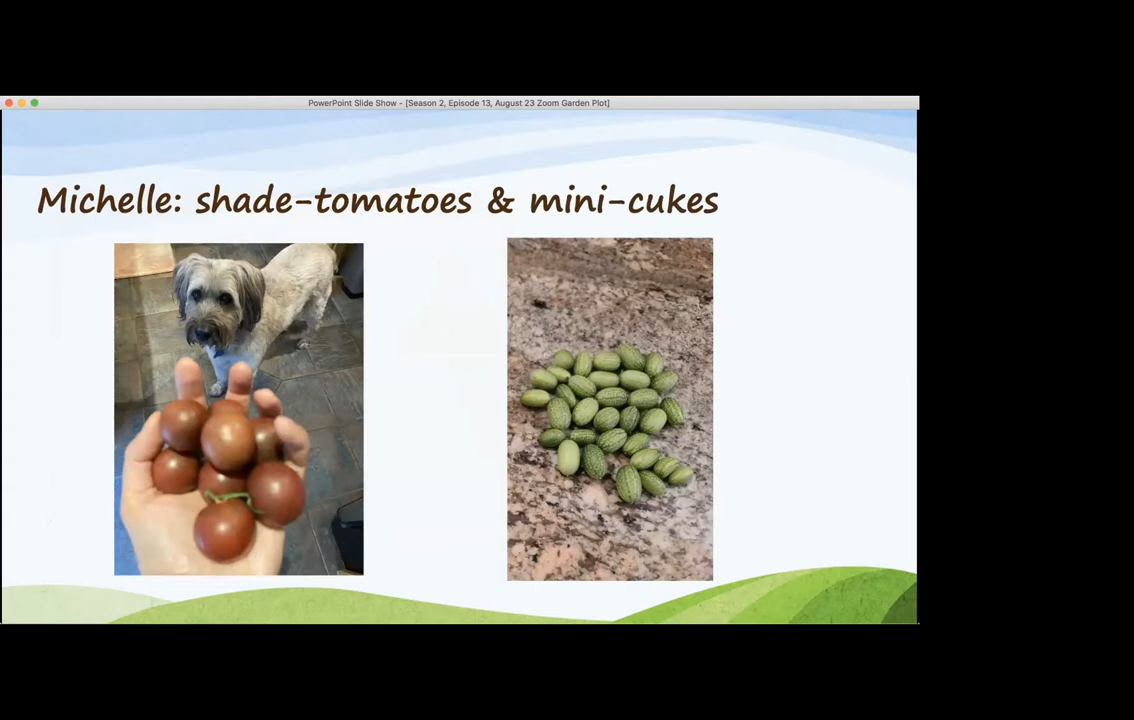 PowerPoint Slide Show - [Season 2, Episode 13, August 23 Zoom Garden Plot]
Michelle: shade-tomatoes & mini-cukes